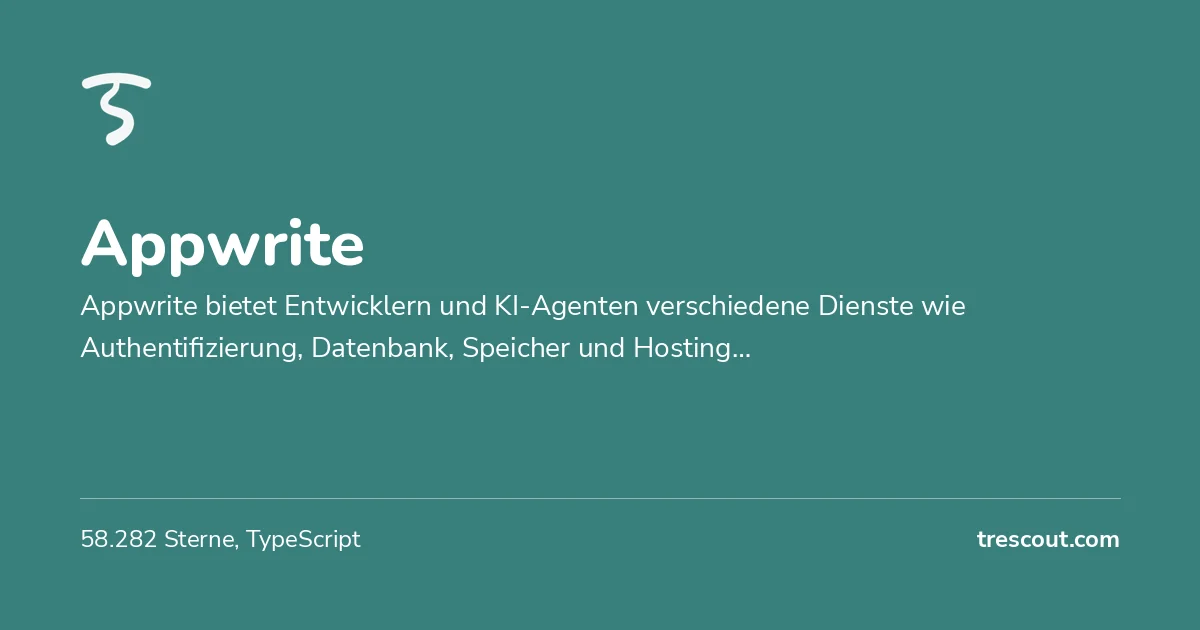 Appwrite
Appwrite bietet Entwicklern und KI-Agenten verschiedene Dienste wie
Authentifizierung, Datenbank, Speicher und Hosting...
58.282 Sterne, TypeScript
trescout.com